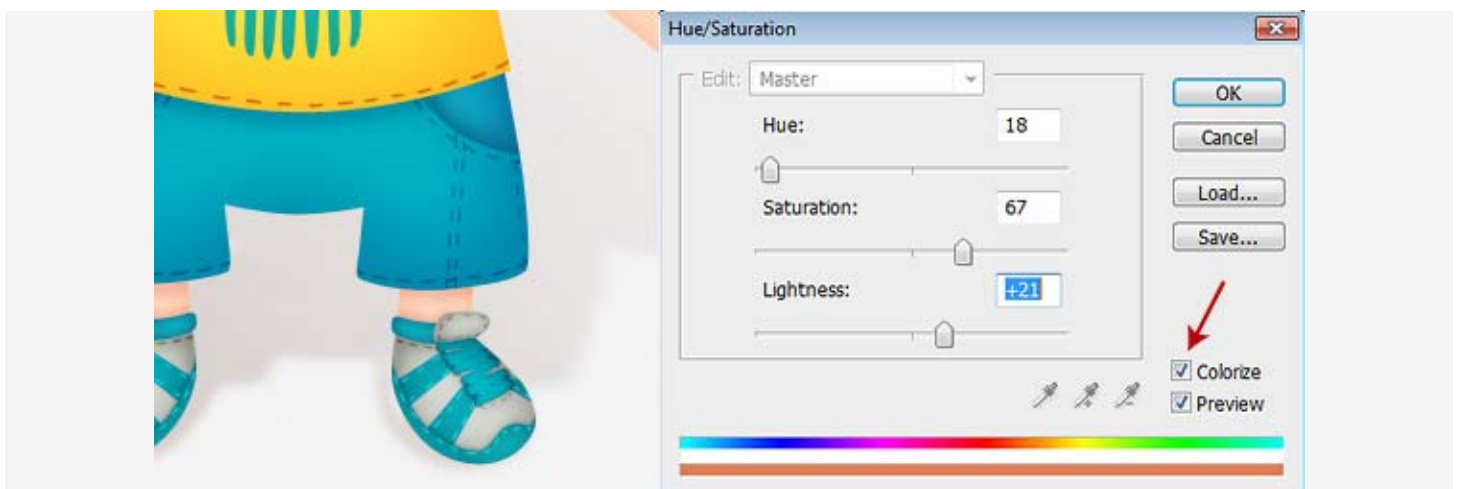 Hue/Saturation
Edit: Master
OK
Hue: 18
Cancel
Load...
Saturation: 67
Save...
Lightness: +21
Colorize
Preview